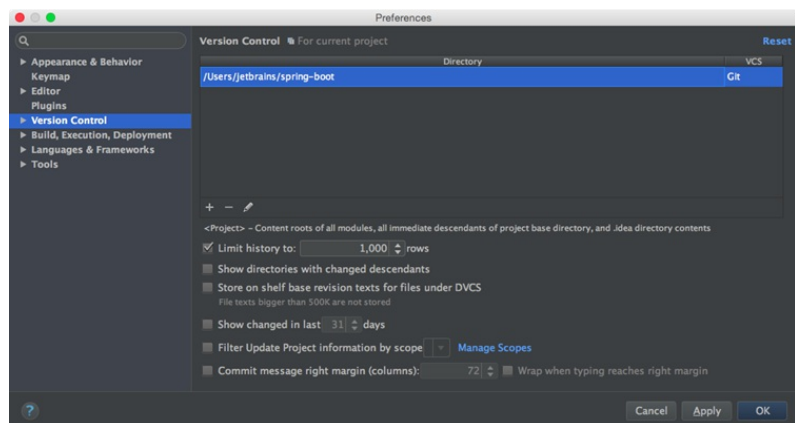 Preferences
Version Control For current project Reset
Appearance & Behavior
Keymap
Editor
Plugins
Version Control
Build, Execution, Deployment
Languages & Frameworks
Tools
Directory VCS
/Users/jetbrains/spring-boot Git
<Project> – Content roots of all modules, all immediate descendants of project base directory, and .idea directory contents
Limit history to: 1,000 rows
Show directories with changed descendants
Store on shelf base revision texts for files under DVCS
File texts bigger than 500K are not stored
Show changed in last 31 days
Filter Update Project information by scope Manage Scopes
Commit message right margin (columns): 72 Wrap when typing reaches right margin
? Cancel Apply OK